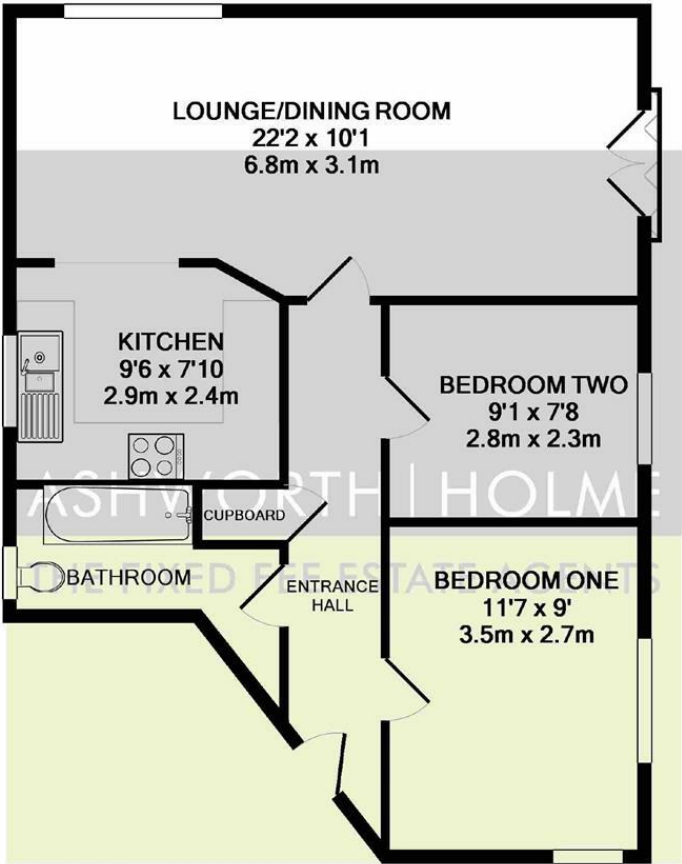 LOUNGE/DINING ROOM
22'2 x 10'1
6.8m x 3.1m
KITCHEN
9'6 x 7'10
2.9m x 2.4m
BEDROOM TWO
9'1 x 7'8
2.8m x 2.3m
ASHWORTH | HOLME
CUPBOARD
THE FIXED FEE ESTATE AGENTS
BATHROOM
ENTRANCE
HALL
BEDROOM ONE
11'7 x 9'
3.5m x 2.7m